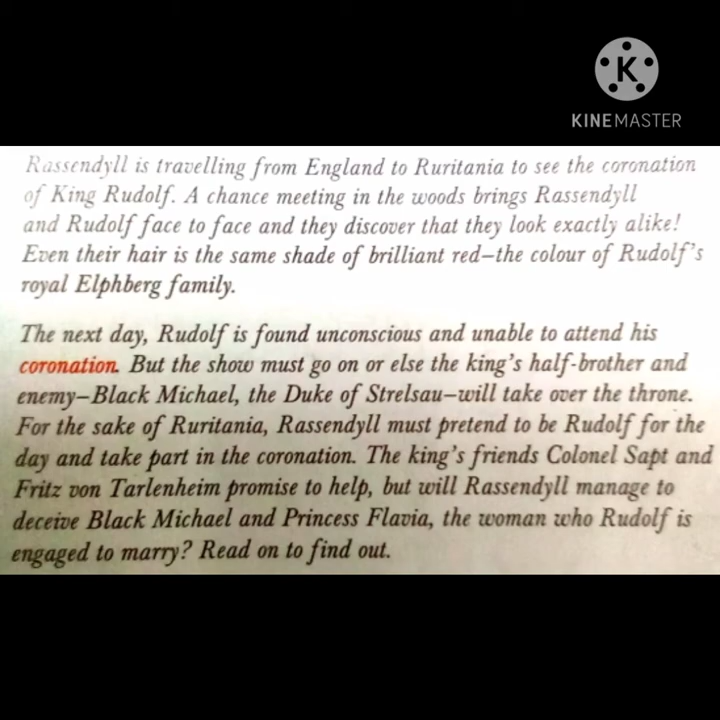 K
KINEMASTER
Rassendyll is travelling from England to Ruritania to see the coronation
of King Rudolf. A chance meeting in the woods brings Rassendyll
and Rudolf face to face and they discover that they look exactly alike!
Even their hair is the same shade of brilliant red—the colour of Rudolf's
royal Elphberg family.
The next day, Rudolf is found unconscious and unable to attend his
coronation. But the show must go on or else the king's half-brother and
enemy—Black Michael, the Duke of Strelsau—will take over the throne.
For the sake of Ruritania, Rassendyll must pretend to be Rudolf for the
day and take part in the coronation. The king's friends Colonel Sapt and
Fritz von Tarlenheim promise to help, but will Rassendyll manage to
deceive Black Michael and Princess Flavia, the woman who Rudolf is
engaged to marry? Read on to find out.